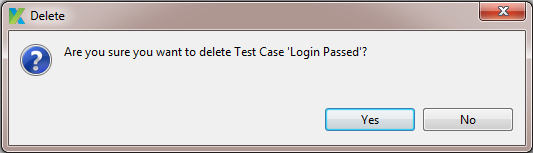 Delete
Are you sure you want to delete Test Case 'Login Passed'?
Yes
No